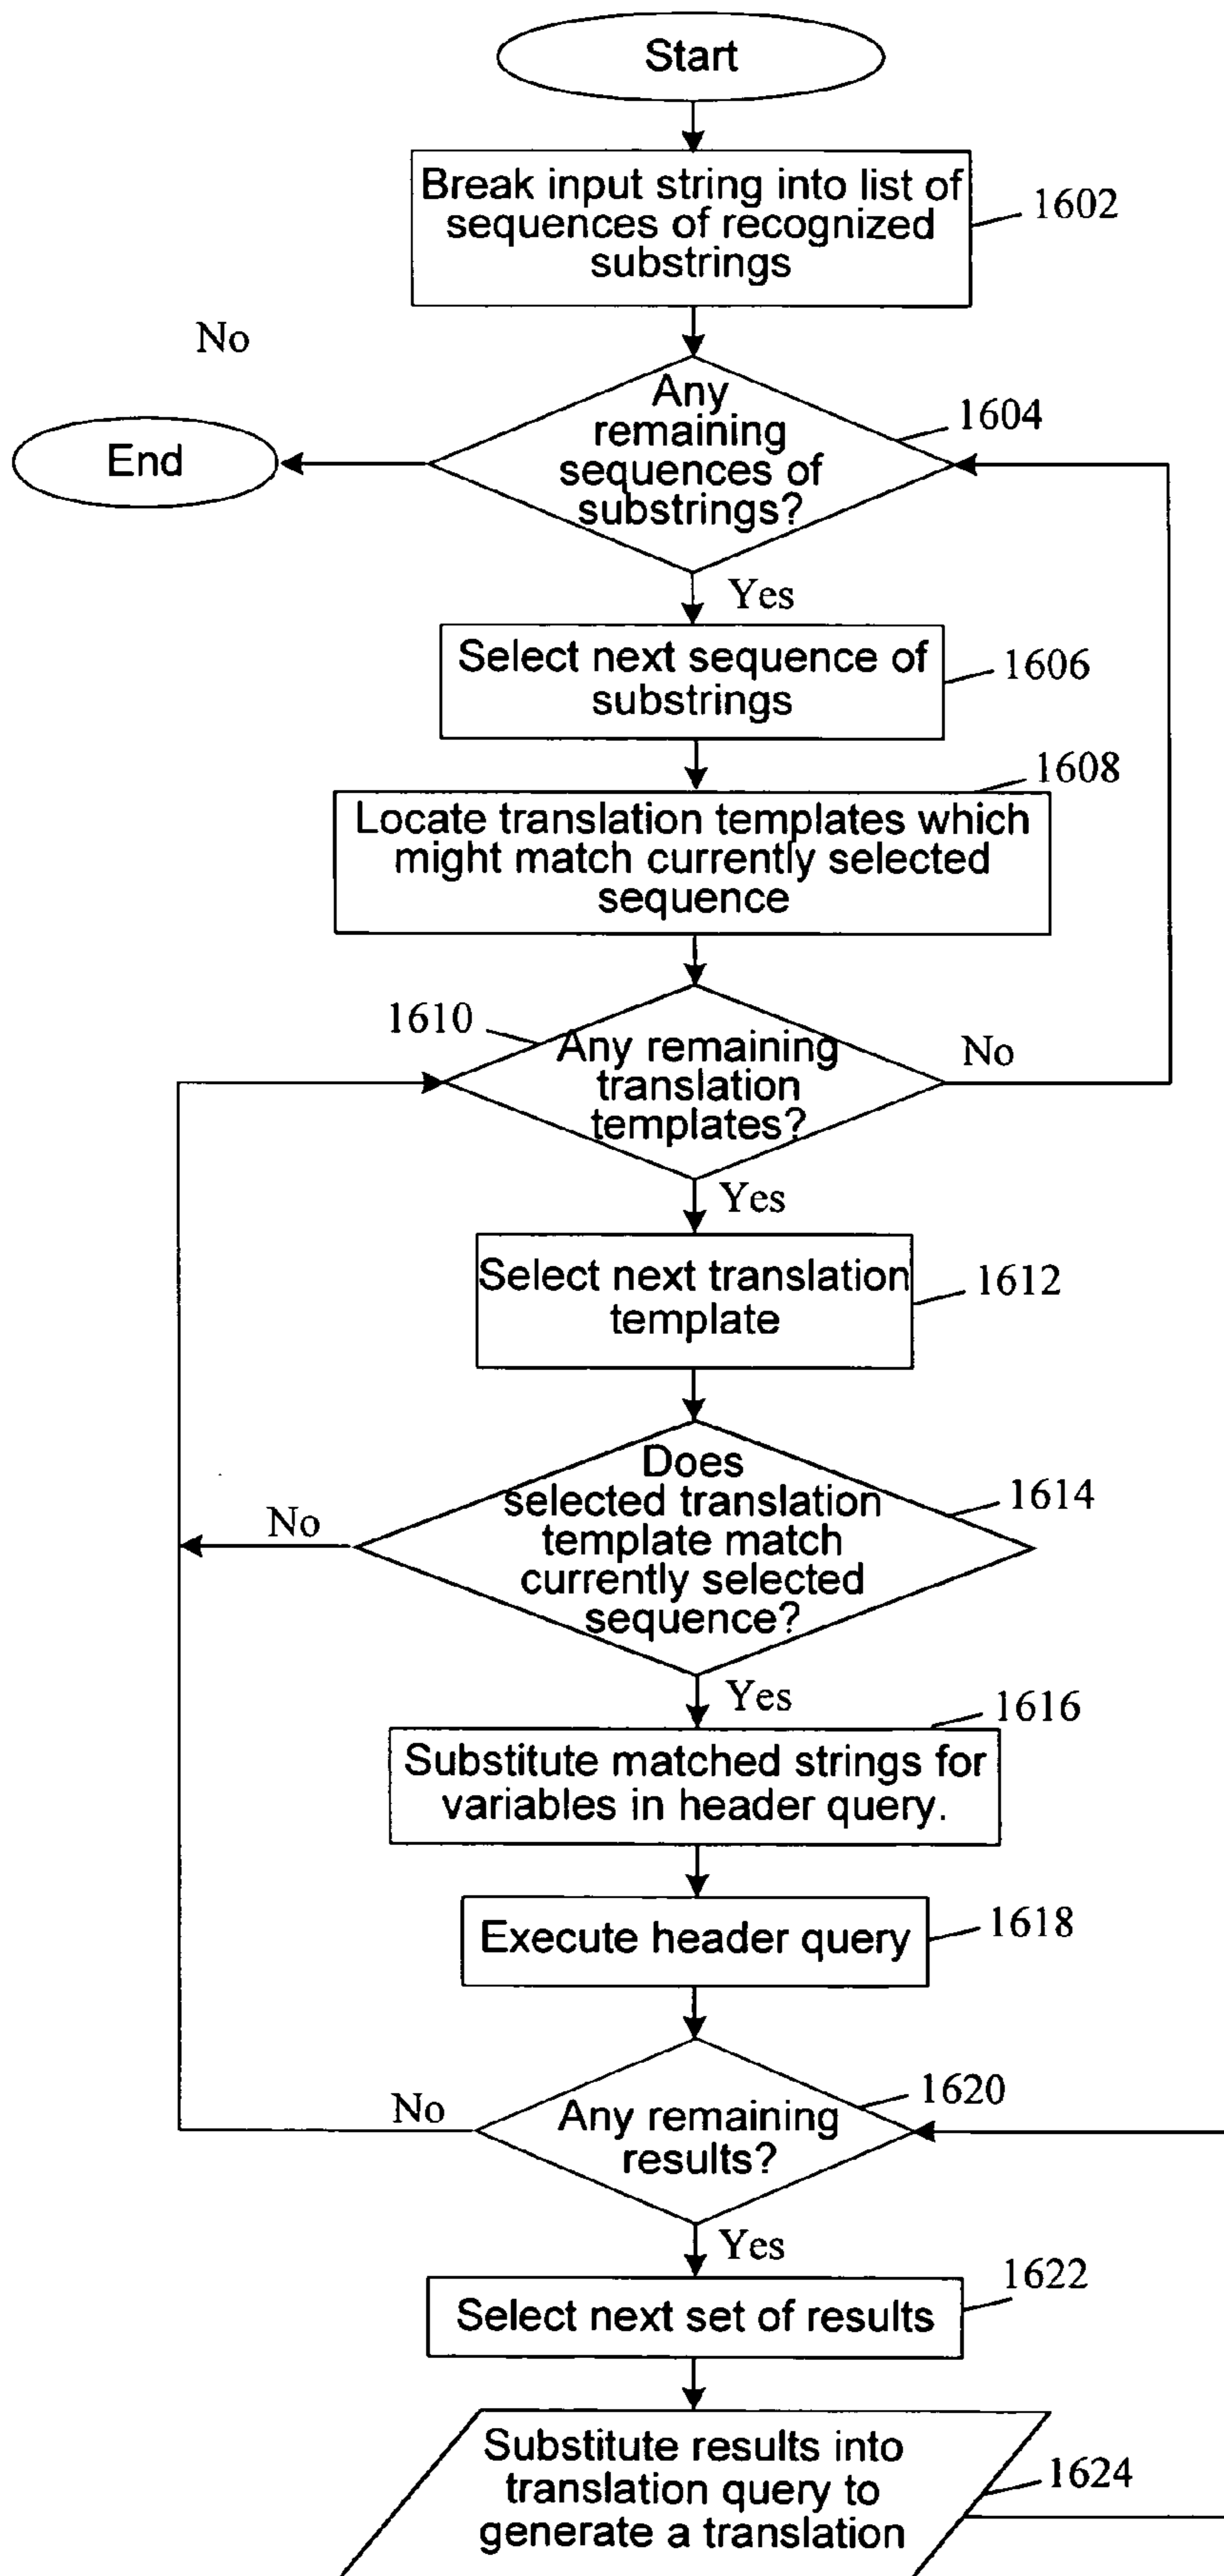 Start
Break input string into list of
sequences of recognized
substrings
1602
No
Any
remaining
sequences of
substrings?
1604
End
Yes
Select next sequence of
substrings
1606
1608
Locate translation templates which
might match currently selected
sequence
1610
Any remaining
translation
templates?
No
Yes
Select next translation
template
1612
Does
selected translation
template match
currently selected
sequence?
1614
No
Yes
1616
Substitute matched strings for
variables in header query.
Execute header query
1618
1620
No
Any remaining
results?
Yes
1622
Select next set of results
Substitute results into
translation query to
generate a translation
1624